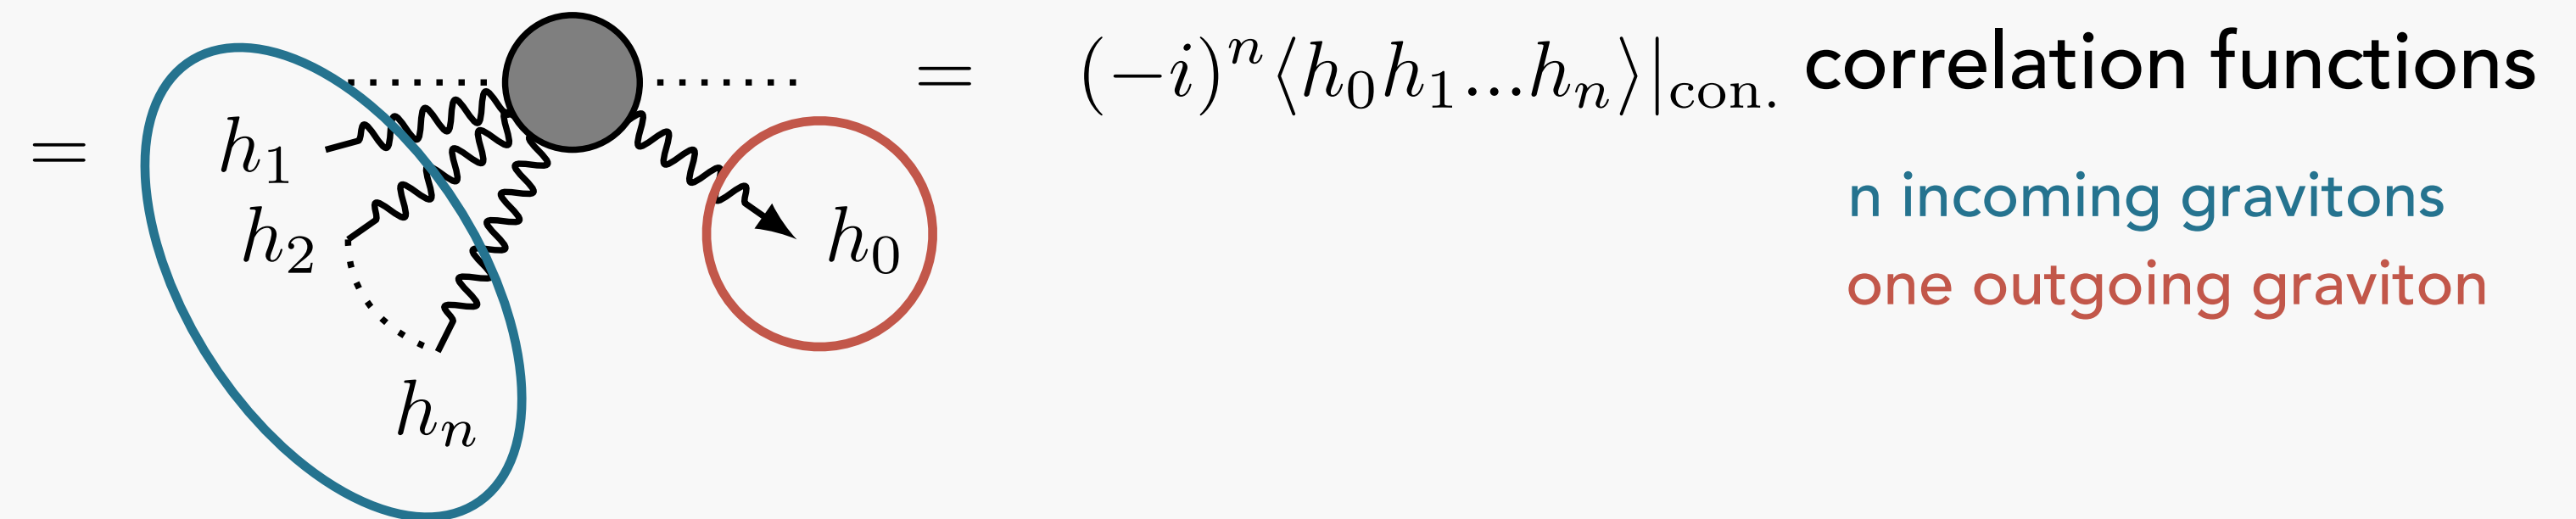 = (−i)ⁿ⟨h₀h₁...hₙ⟩|con. correlation functions
=
h₁
n incoming gravitons
h₂
h₀
one outgoing graviton
hₙ